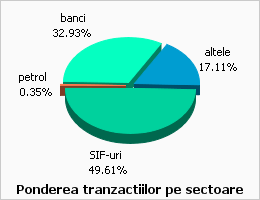 banci
32.93%
altele
17.11%
petrol
0.35%
SIF-uri
49.61%
Ponderea tranzactiilor pe sectoare